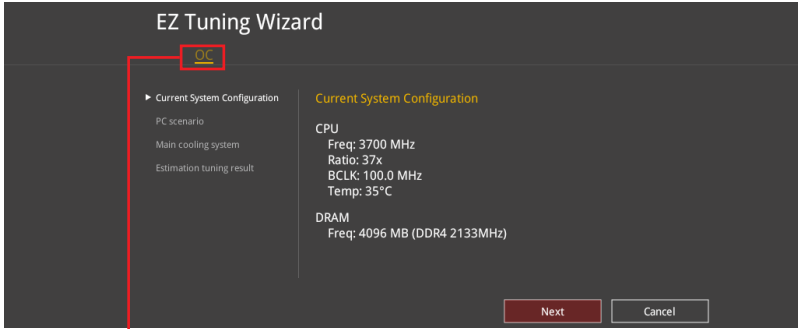 EZ Tuning Wizard
OC
Current System Configuration
PC scenario
Main cooling system
Estimation tuning result
Current System Configuration
CPU
Freq: 3700 MHz
Ratio: 37x
BCLK: 100.0 MHz
Temp: 35°C
DRAM
Freq: 4096 MB (DDR4 2133MHz)
Next
Cancel